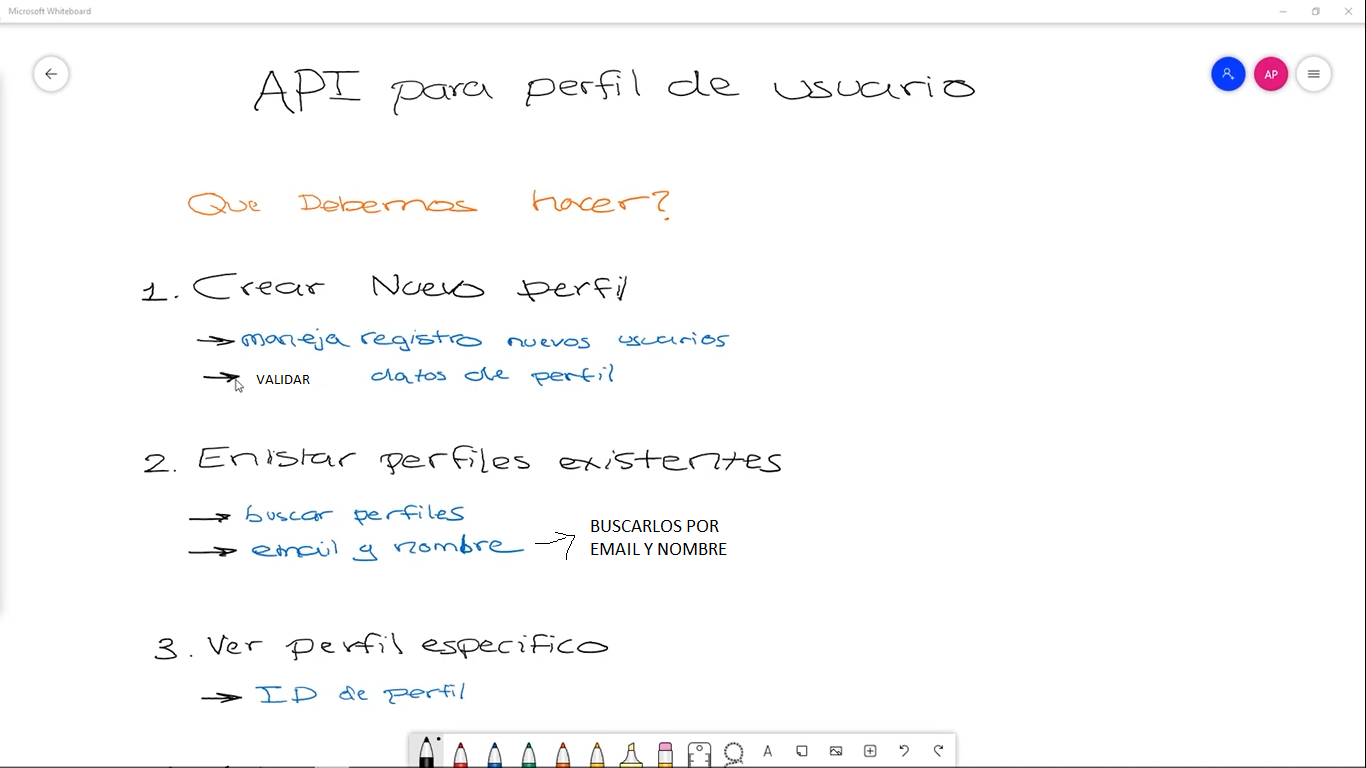 Microsoft Whiteboard
AP
API para perfil de usuario
Que Debemos hacer?
1. Crear Nuevo perfil
maneja registro nuevos usuarios
VALIDAR datos de perfil
2. Enlistar perfiles existentes
buscar perfiles
email y nombre
BUSCARLOS POR
EMAIL Y NOMBRE
3. Ver perfil especifico
ID de perfil
A